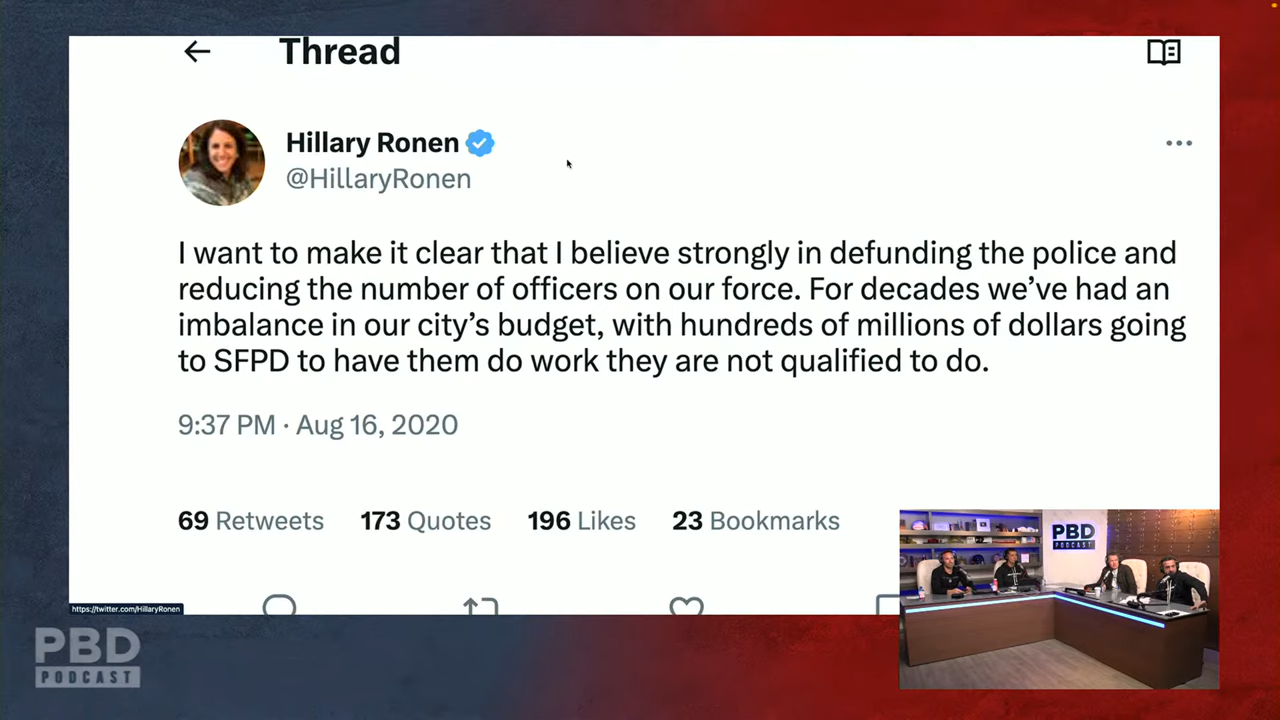 Thread
Hillary Ronen
@HillaryRonen
I want to make it clear that I believe strongly in defunding the police and
reducing the number of officers on our force. For decades we’ve had an
imbalance in our city’s budget, with hundreds of millions of dollars going
to SFPD to have them do work they are not qualified to do.
9:37 PM · Aug 16, 2020
69 Retweets 173 Quotes 196 Likes 23 Bookmarks
https://twitter.com/HillaryRonen
PBD
PODCAST
PBD
PODCAST